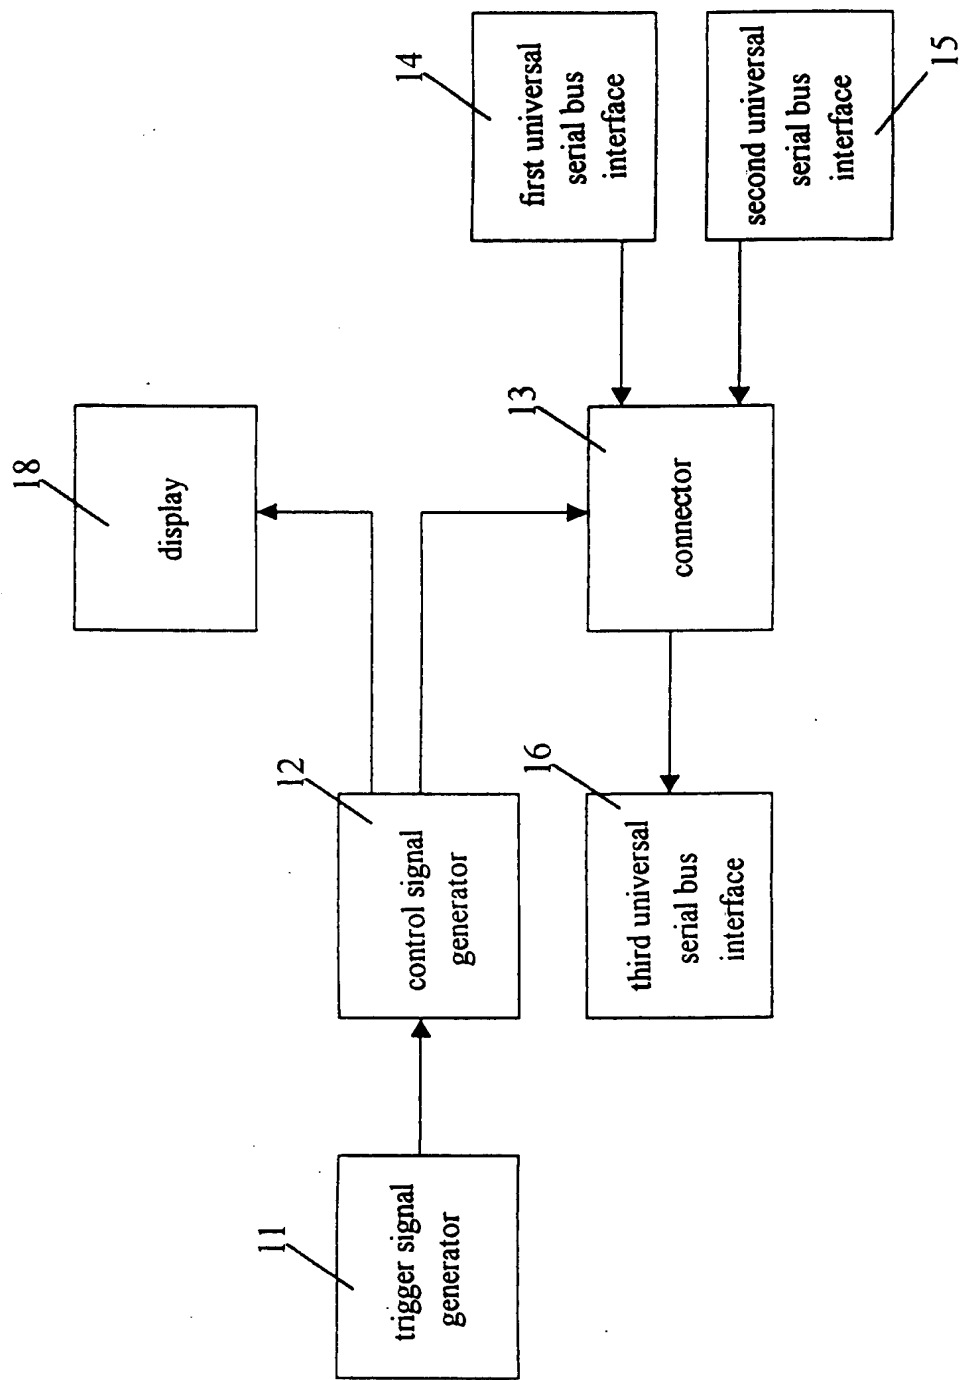 18
display
11
trigger signal
generator
12
control signal
generator
13
connector
14
first universal
serial bus
interface
16
third universal
serial bus
interface
second universal
serial bus
interface
15